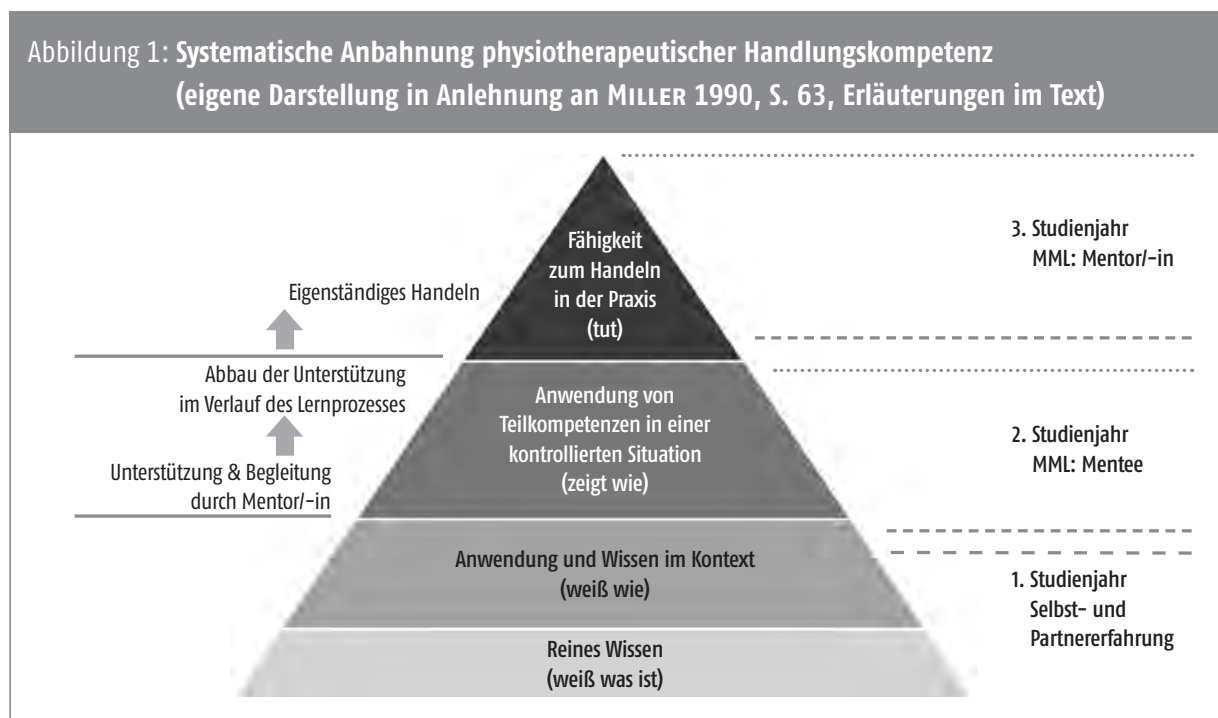 Abbildung 1: Systematische Anbahnung physiotherapeutischer Handlungskompetenz
(eigene Darstellung in Anlehnung an MILLER 1990, S. 63, Erläuterungen im Text)
Fähigkeit
zum Handeln
in der Praxis
(tut)
3. Studienjahr
MML: Mentor/-in
Eigenständiges Handeln
Abbau der Unterstützung
im Verlauf des Lernprozesses
Unterstützung & Begleitung
durch Mentor/-in
Anwendung von
Teilkompetenzen in einer
kontrollierten Situation
(zeigt wie)
2. Studienjahr
MML: Mentee
Anwendung und Wissen im Kontext
(weiß wie)
1. Studienjahr
Selbst- und
Partnererfahrung
Reines Wissen
(weiß was ist)